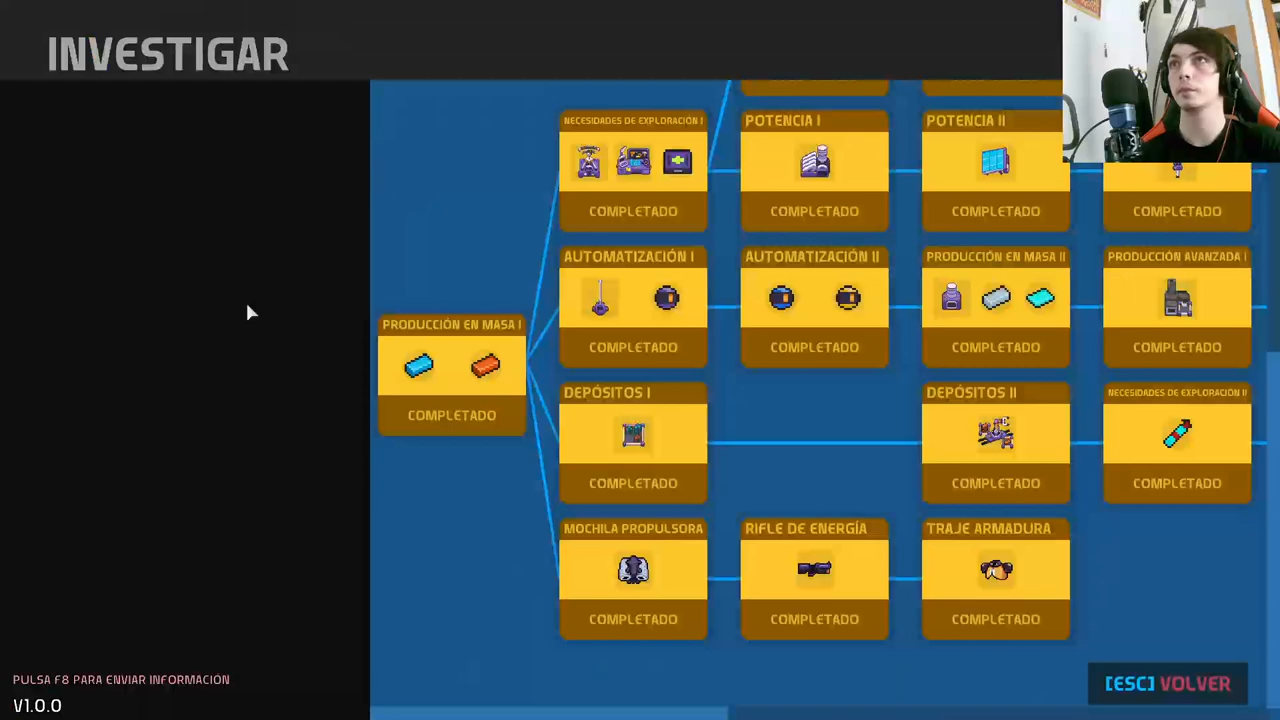 INVESTIGAR
NECESIDADES DE EXPLORACIÓN I
COMPLETADO
POTENCIA I
COMPLETADO
POTENCIA II
COMPLETADO
COMPLETADO
AUTOMATIZACIÓN I
COMPLETADO
AUTOMATIZACIÓN II
COMPLETADO
PRODUCCIÓN EN MASA II
COMPLETADO
PRODUCCIÓN AVANZADA I
COMPLETADO
PRODUCCIÓN EN MASA I
COMPLETADO
DEPÓSITOS I
COMPLETADO
DEPÓSITOS II
COMPLETADO
NECESIDADES DE EXPLORACIÓN II
COMPLETADO
MOCHILA PROPULSORA
COMPLETADO
RIFLE DE ENERGÍA
COMPLETADO
TRAJE ARMADURA
COMPLETADO
PULSA F8 PARA ENVIAR INFORMACIÓN
V1.0.0
[ESC] VOLVER